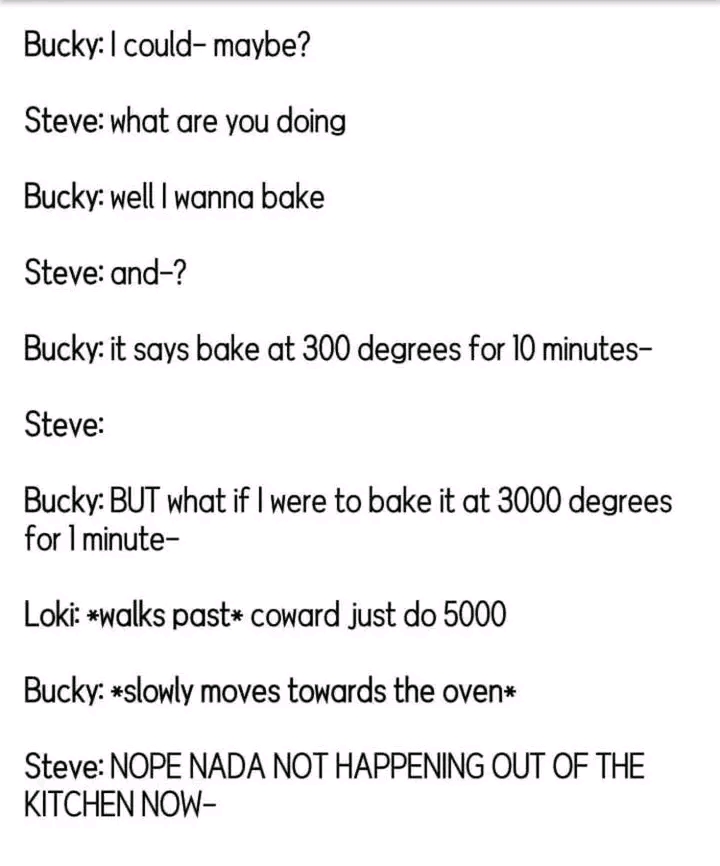 Bucky: I could- maybe?
Steve: what are you doing
Bucky: well I wanna bake
Steve: and-?
Bucky: it says bake at 300 degrees for 10 minutes-
Steve:
Bucky: BUT what if I were to bake it at 3000 degrees
for 1 minute-
Loki: *walks past* coward just do 5000
Bucky: *slowly moves towards the oven*
Steve: NOPE NADA NOT HAPPENING OUT OF THE
KITCHEN NOW-